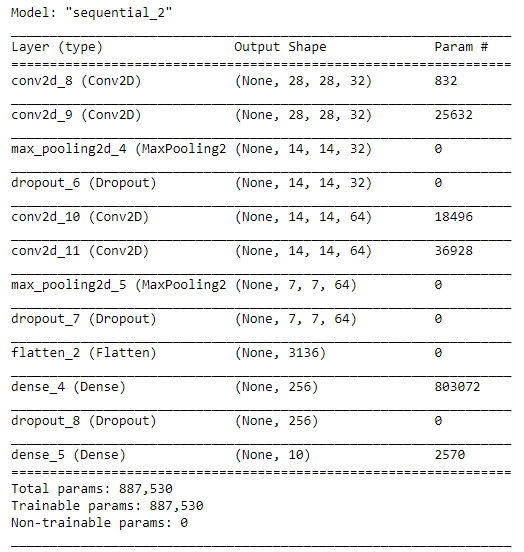 Model: "sequential_2"
_________________________________________________________________
Layer (type)                 Output Shape              Param #
=================================================================
conv2d_8 (Conv2D)            (None, 28, 28, 32)        832
_________________________________________________________________
conv2d_9 (Conv2D)            (None, 28, 28, 32)        25632
_________________________________________________________________
max_pooling2d_4 (MaxPooling2 (None, 14, 14, 32)        0
_________________________________________________________________
dropout_6 (Dropout)          (None, 14, 14, 32)        0
_________________________________________________________________
conv2d_10 (Conv2D)           (None, 14, 14, 64)        18496
_________________________________________________________________
conv2d_11 (Conv2D)           (None, 14, 14, 64)        36928
_________________________________________________________________
max_pooling2d_5 (MaxPooling2 (None, 7, 7, 64)          0
_________________________________________________________________
dropout_7 (Dropout)          (None, 7, 7, 64)          0
_________________________________________________________________
flatten_2 (Flatten)          (None, 3136)              0
_________________________________________________________________
dense_4 (Dense)              (None, 256)               803072
_________________________________________________________________
dropout_8 (Dropout)          (None, 256)               0
_________________________________________________________________
dense_5 (Dense)              (None, 10)                2570
=================================================================
Total params: 887,530
Trainable params: 887,530
Non-trainable params: 0
_________________________________________________________________